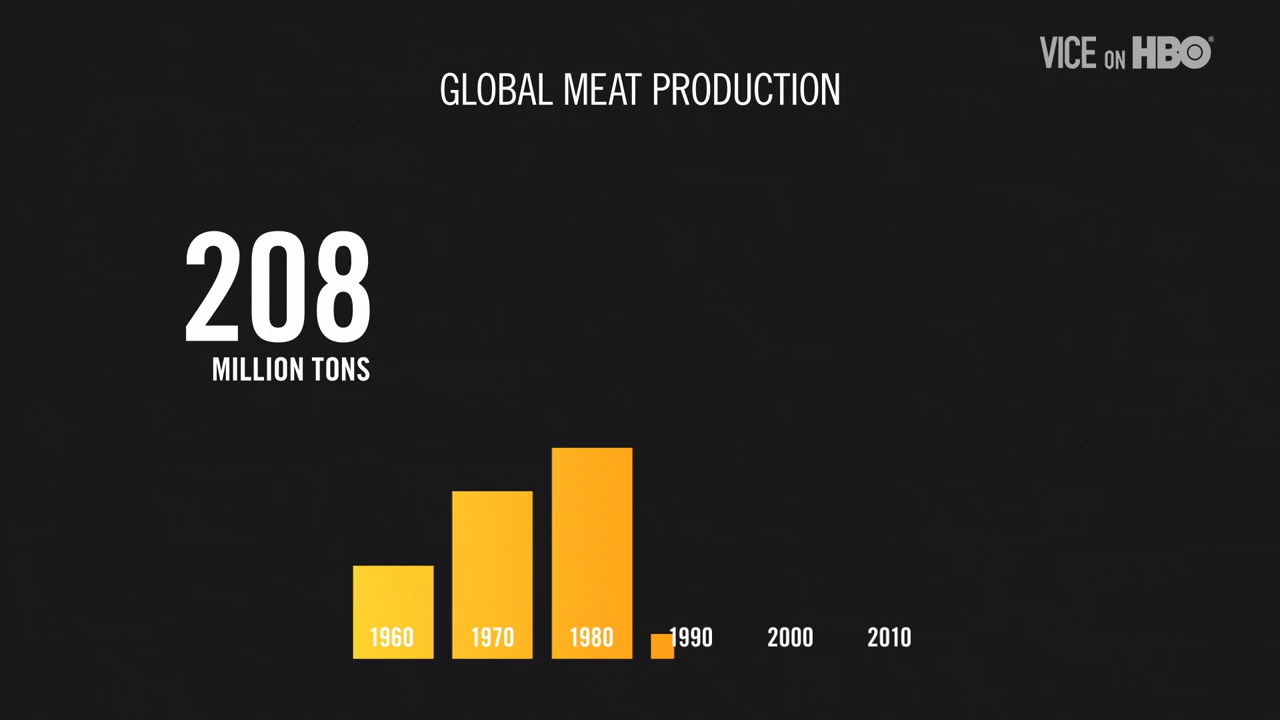 VICE ON HBO®
GLOBAL MEAT PRODUCTION
208
MILLION TONS
1960 1970 1980 1990 2000 2010